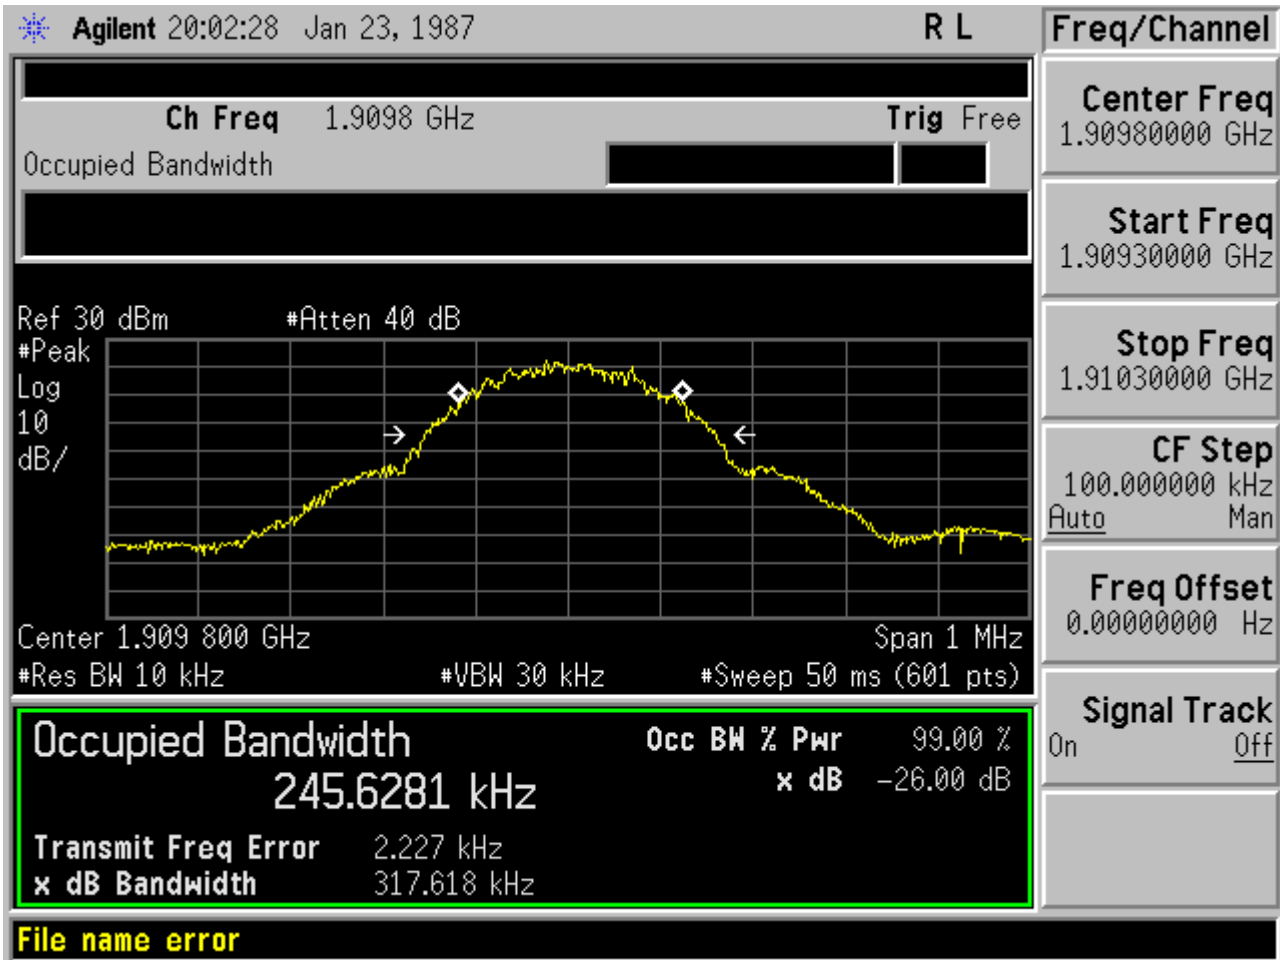 Agilent 20:02:28 Jan 23, 1987 R L
Freq/Channel
Ch Freq 1.9098 GHz Trig Free
Occupied Bandwidth
Center Freq
1.90980000 GHz
Start Freq
1.90930000 GHz
Stop Freq
1.91030000 GHz
CF Step
100.000000 kHz
Auto Man
Freq Offset
0.00000000 Hz
Signal Track
On Off
Ref 30 dBm #Atten 40 dB
#Peak
Log
10
dB/
Center 1.909 800 GHz Span 1 MHz
#Res BW 10 kHz #VBW 30 kHz #Sweep 50 ms (601 pts)
Occupied Bandwidth Occ BW % Pwr 99.00 %
245.6281 kHz x dB -26.00 dB
Transmit Freq Error 2.227 kHz
x dB Bandwidth 317.618 kHz
File name error